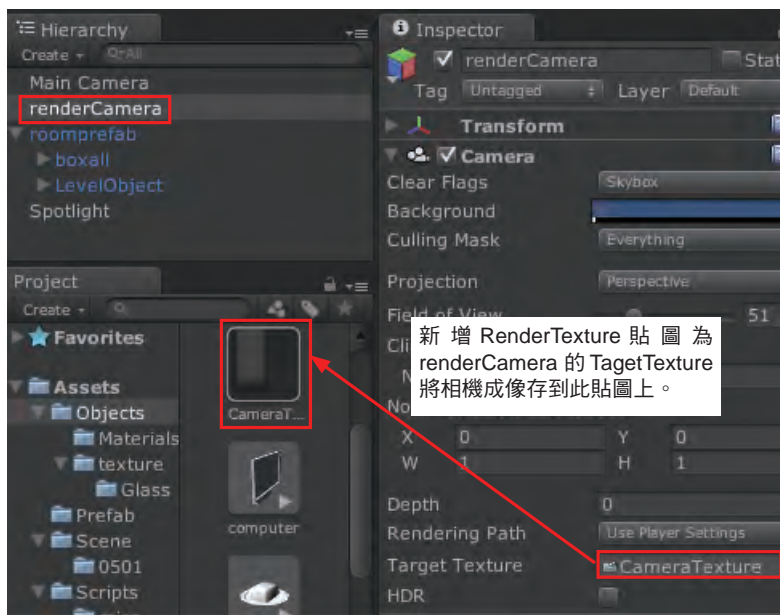 Hierarchy
Create
All
Main Camera
renderCamera
roomprefab
boxall
LevelObject
Spotlight
Project
Create
Favorites
Assets
Objects
Materials
texture
Glass
Prefab
Scene
0501
Scripts
CameraT...
computer
Inspector
renderCamera
Stat
Tag Untagged Layer Default
Transform
Camera
Clear Flags Skybox
Background
Culling Mask Everything
Projection Perspective
Field of View 51
新 增 RenderTexture 貼 圖 為
renderCamera 的 TagetTexture
將相機成像存到此貼圖上。
Cli
N
No
X 0 Y 0
W 1 H 1
Depth 0
Rendering Path Use Player Settings
Target Texture CameraTexture
HDR